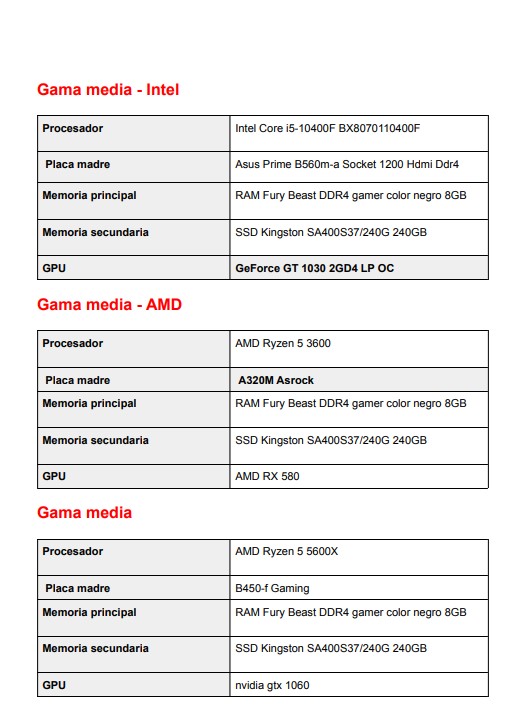 Gama media - Intel
Procesador Intel Core i5-10400F BX8070110400F
Placa madre Asus Prime B560m-a Socket 1200 Hdmi Ddr4
Memoria principal RAM Fury Beast DDR4 gamer color negro 8GB
Memoria secundaria SSD Kingston SA400S37/240G 240GB
GPU GeForce GT 1030 2GD4 LP OC
Gama media - AMD
Procesador AMD Ryzen 5 3600
Placa madre A320M Asrock
Memoria principal RAM Fury Beast DDR4 gamer color negro 8GB
Memoria secundaria SSD Kingston SA400S37/240G 240GB
GPU AMD RX 580
Gama media
Procesador AMD Ryzen 5 5600X
Placa madre B450-f Gaming
Memoria principal RAM Fury Beast DDR4 gamer color negro 8GB
Memoria secundaria SSD Kingston SA400S37/240G 240GB
GPU nvidia gtx 1060